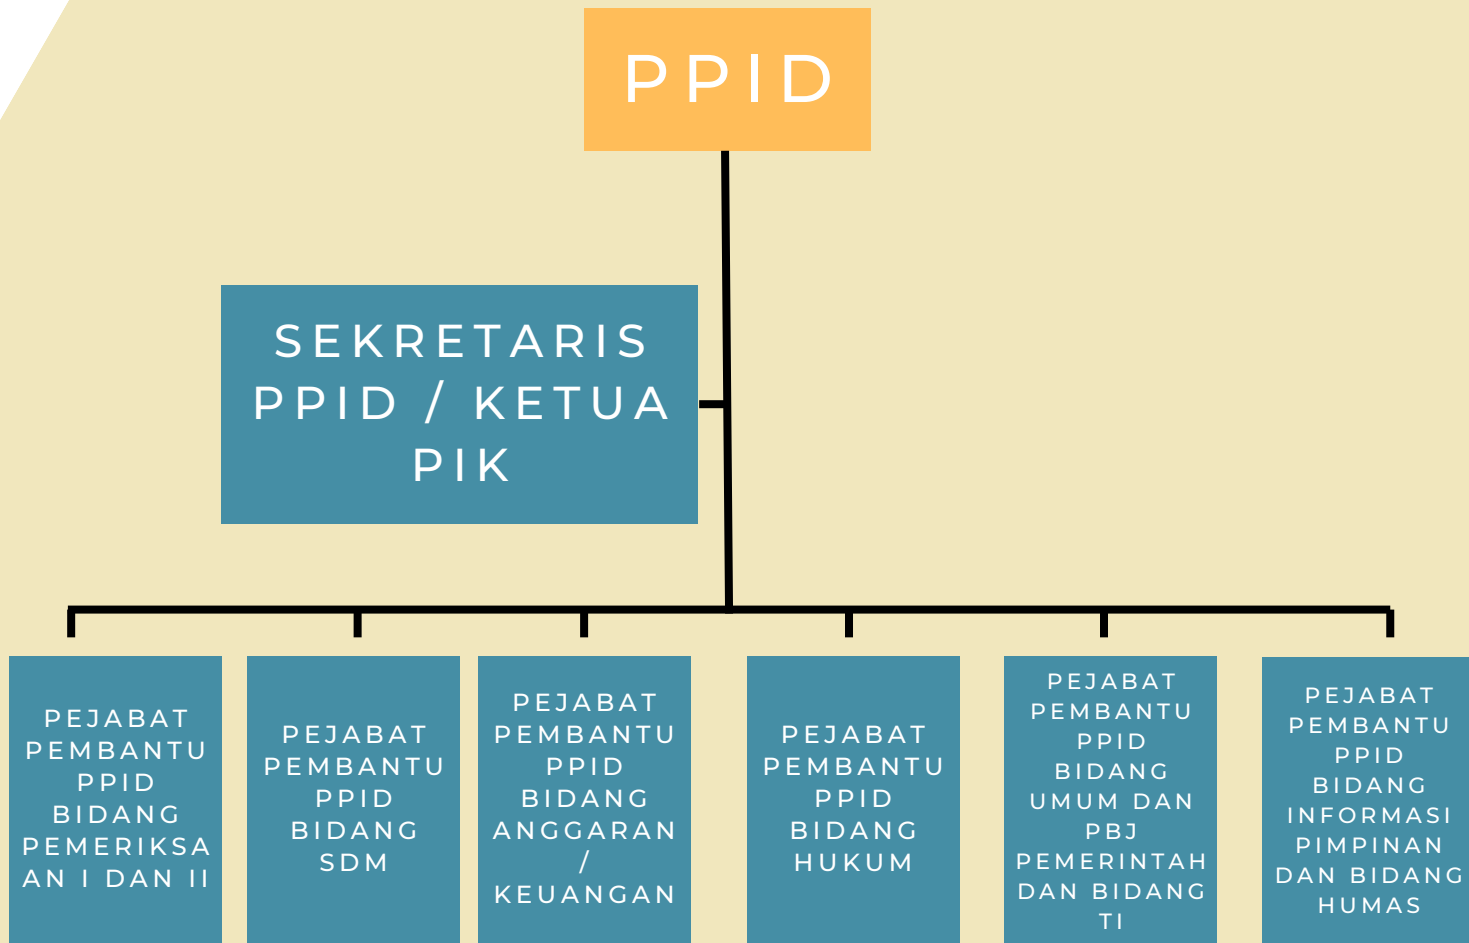 PPID
SEKRETARIS
PPID / KETUA
PIK
PEJABAT
PEMBANTU
PPID
BIDANG
PEMERIKSA
AN I DAN II
PEJABAT
PEMBANTU
PPID
BIDANG
SDM
PEJABAT
PEMBANTU
PPID
BIDANG
ANGGARAN
/
KEUANGAN
PEJABAT
PEMBANTU
PPID
BIDANG
HUKUM
PEJABAT
PEMBANTU
PPID
BIDANG
UMUM DAN
PBJ
PEMERINTAH
DAN BIDANG
TI
PEJABAT
PEMBANTU
PPID
BIDANG
INFORMASI
PIMPINAN
DAN BIDANG
HUMAS